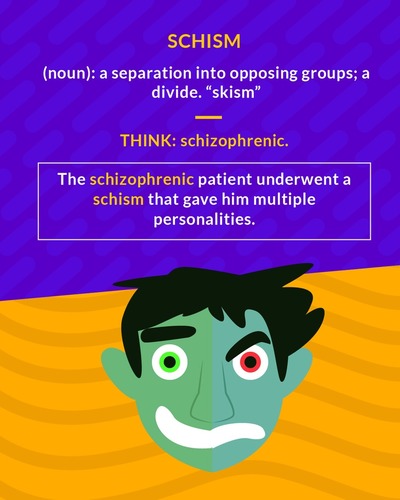 SCHISM
(noun): a separation into opposing groups; a
divide. “skism”
THINK: schizophrenic.
The schizophrenic patient underwent a
schism that gave him multiple
personalities.